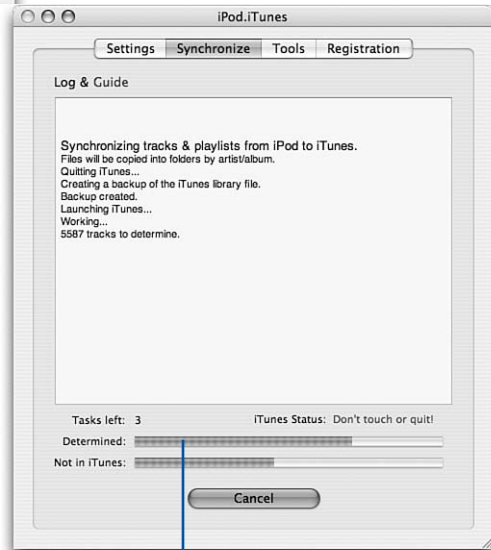 iPod.iTunes
Settings Synchronize Tools Registration
Log & Guide
Synchronizing tracks & playlists from iPod to iTunes.
Files will be copied into folders by artist/album.
Quitting iTunes...
Creating a backup of the iTunes library file.
Backup created.
Launching iTunes...
Working...
5587 tracks to determine.
Tasks left: 3 iTunes Status: Don't touch or quit!
Determined:
Not in iTunes:
Cancel